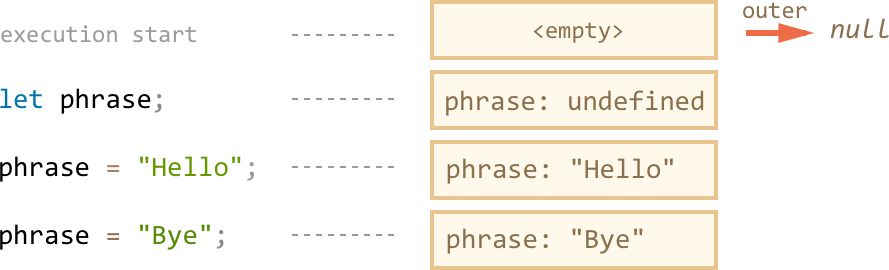 outer
execution start <empty> null
let phrase; phrase: undefined
phrase = "Hello"; phrase: "Hello"
phrase = "Bye"; phrase: "Bye"